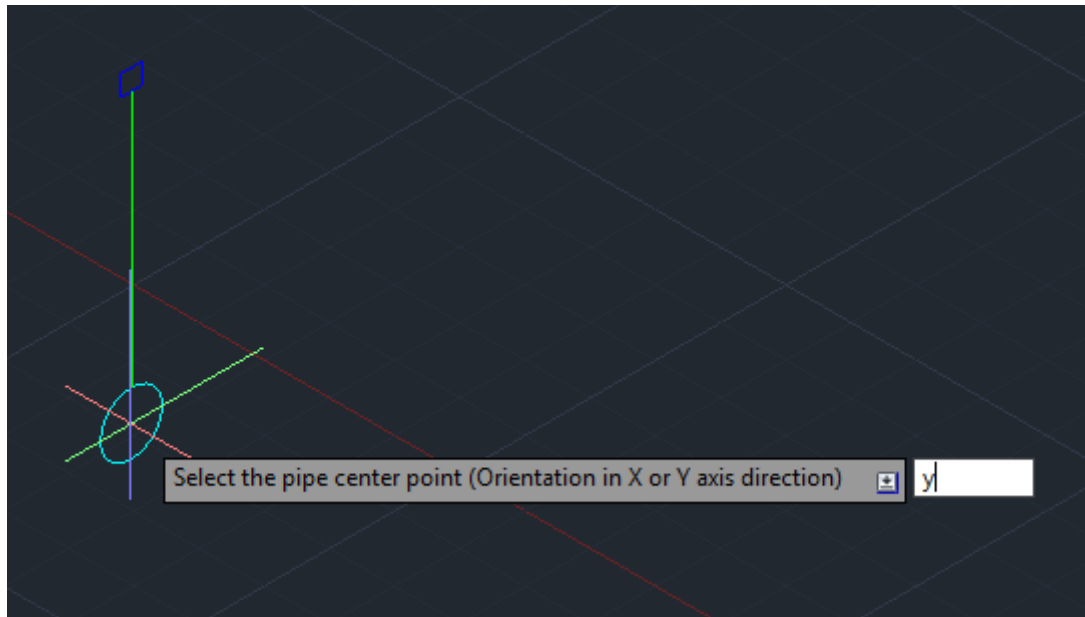 Select the pipe center point (Orientation in X or Y axis direction) y